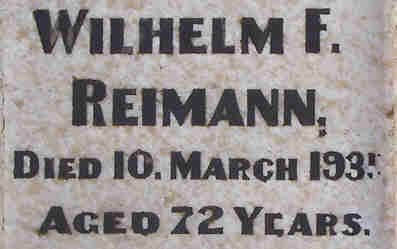 WILHELM F.
REIMANN;
DIED 10. MARCH
AGED 72 YEARS.